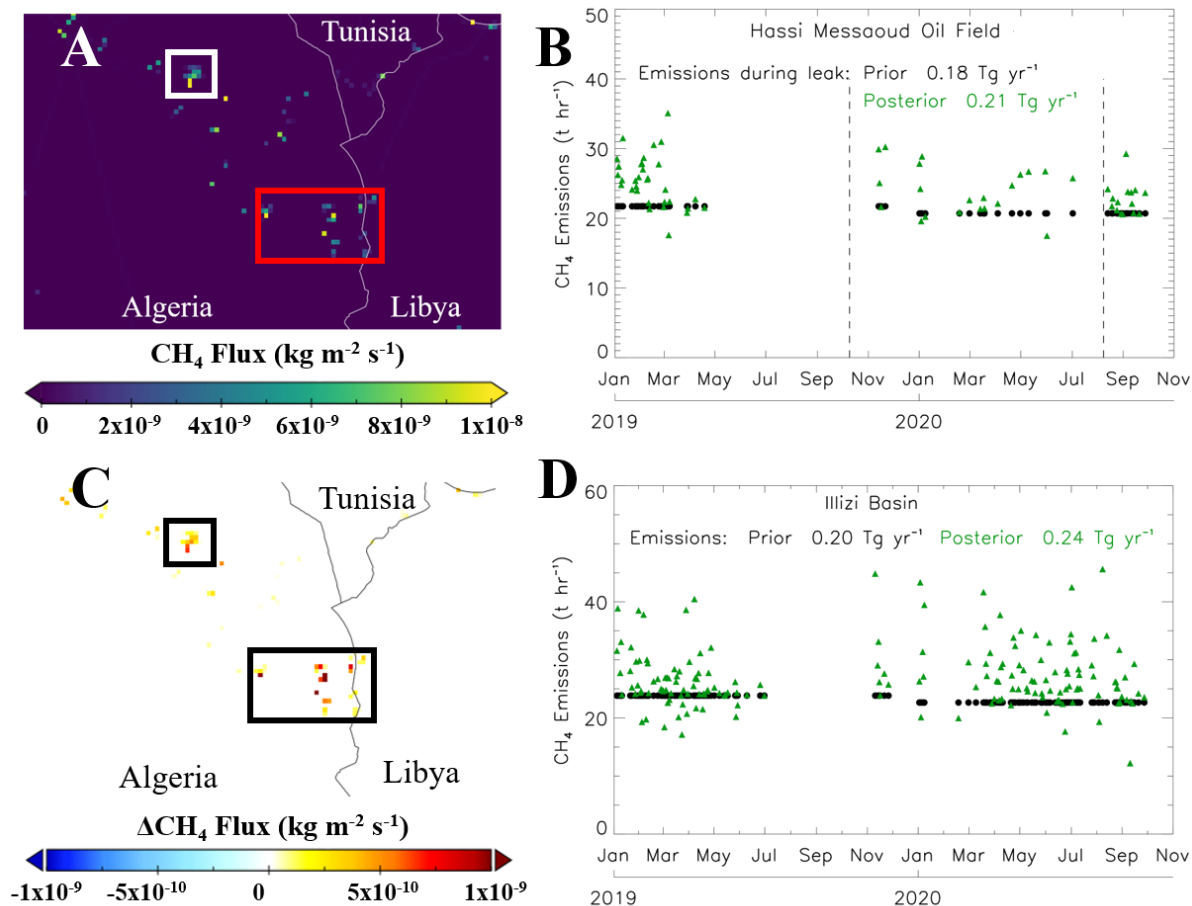 A
Tunisia
Algeria
Libya
CH₄ Flux (kg m⁻² s⁻¹)
0 2x10⁻⁹ 4x10⁻⁹ 6x10⁻⁹ 8x10⁻⁹ 1x10⁻⁸
B
Hassi Messaoud Oil Field
Emissions during leak: Prior 0.18 Tg yr⁻¹
Posterior 0.21 Tg yr⁻¹
CH₄ Emissions (t hr⁻¹)
50
40
30
20
10
0
Jan Mar May Jul Sep Nov Jan Mar May Jul Sep Nov
2019 2020
C
Tunisia
Algeria
Libya
ΔCH₄ Flux (kg m⁻² s⁻¹)
-1x10⁻⁹ -5x10⁻¹⁰ 0 5x10⁻¹⁰ 1x10⁻⁹
D
Illizi Basin
Emissions: Prior 0.20 Tg yr⁻¹ Posterior 0.24 Tg yr⁻¹
CH₄ Emissions (t hr⁻¹)
60
40
20
0
Jan Mar May Jul Sep Nov Jan Mar May Jul Sep Nov
2019 2020